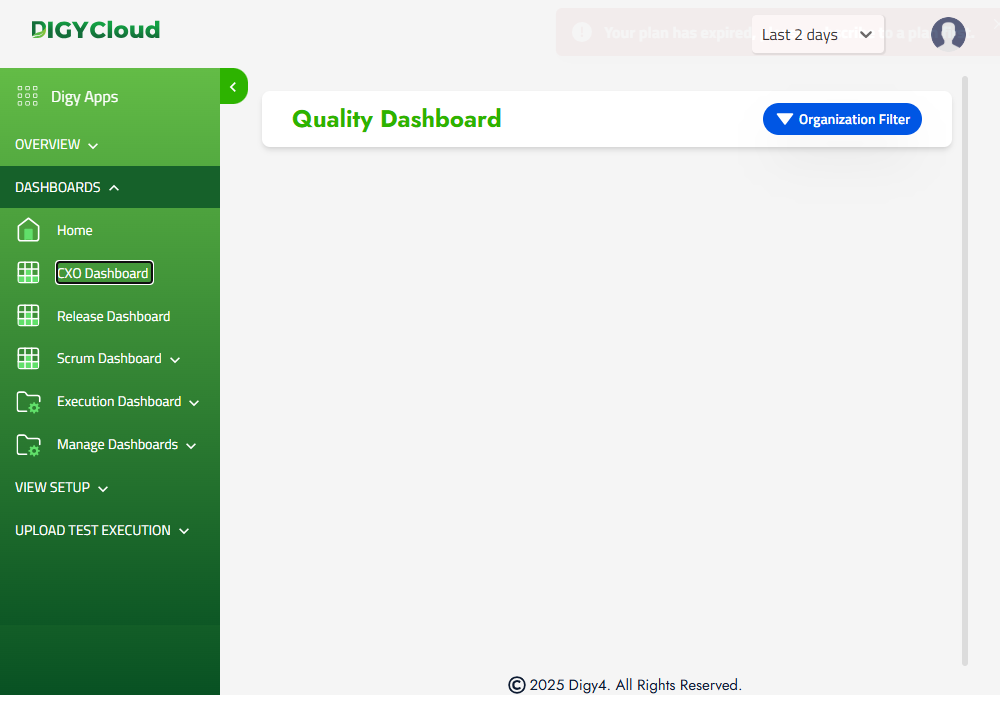 DIGYCloud
Your plan has expired
Last 2 days
to a pla
Digy Apps
Quality Dashboard
Organization Filter
OVERVIEW
DASHBOARDS
Home
CXO Dashboard
Release Dashboard
Scrum Dashboard
Execution Dashboard
Manage Dashboards
VIEW SETUP
UPLOAD TEST EXECUTION
© 2025 Digy4. All Rights Reserved.